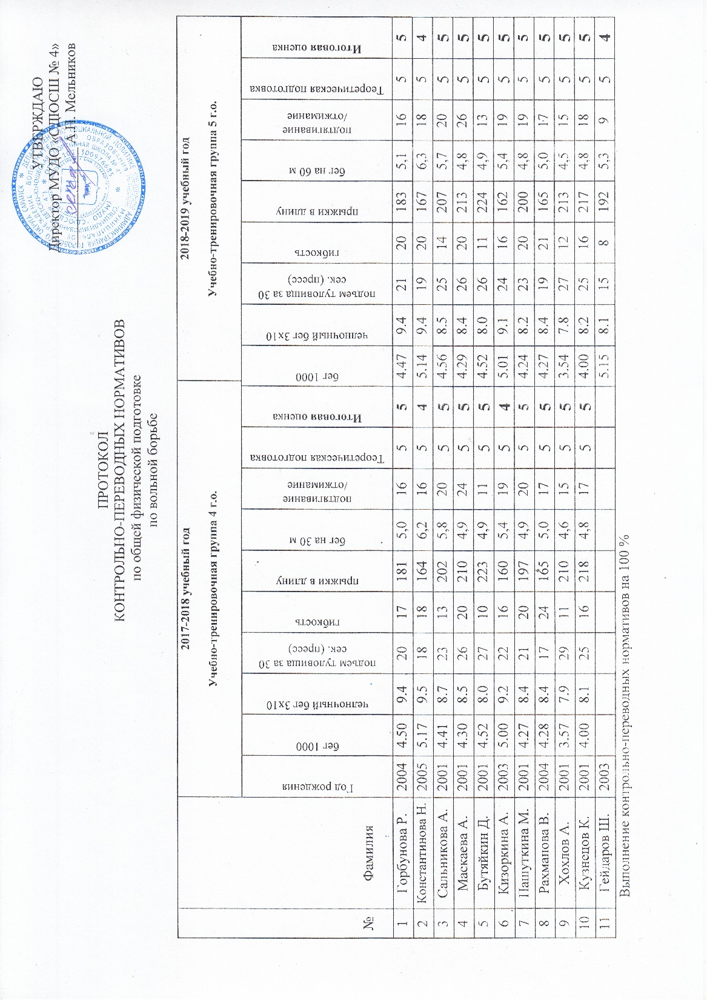 УТВЕРЖДАЮ
Директор МУДО «СДЮСШ № 4»
А.Н. Мельников
ПРОТОКОЛ
КОНТРОЛЬНО-ПЕРЕВОДНЫХ НОРМАТИВОВ
по общей физической подготовке
по вольной борьбе
2017-2018 учебный год 2018-2019 учебный год
Учебно-тренировочная группа 4 г.о. Учебно-тренировочная группа 5 г.о.
№ Фамилия Год рождения бег 1000 челночный бег 3х10 подъем туловища за 30 сек. (пресс) гибкость прыжки в длину бег на 30 м подтягивание /отжимание Теоретическая подготовка Итоговая оценка бег 1000 челночный бег 3х10 подъем туловища за 30 сек. (пресс) гибкость прыжки в длину бег на 60 м подтягивание /отжимание Теоретическая подготовка Итоговая оценка
1 Горбунова Р. 2004 4.50 9.4 20 17 181 5,0 16 5 5 4.47 9.4 21 20 183 5,1 16 5 5
2 Константинова Н. 2005 5.17 9.5 18 18 164 6,2 16 5 4 5.14 9.4 19 20 167 6,3 18 5 4
3 Сальникова А. 2001 4.41 8.7 23 13 202 5,8 20 5 5 4.56 8.5 25 14 207 5,7 20 5 5
4 Маскаева А. 2001 4.30 8.5 26 20 210 4,9 24 5 5 4.29 8.4 26 20 213 4,8 26 5 5
5 Бутяйкин Д. 2001 4.52 8.0 27 10 223 4,9 11 5 5 4.52 8.0 26 11 224 4,9 13 5 5
6 Кизоркина А. 2003 5.00 9.2 22 16 160 5,4 19 5 4 5.01 9.1 24 16 162 5,4 19 5 5
7 Пашуткина М. 2001 4.27 8.4 21 20 197 4,9 20 5 5 4.24 8.2 23 20 200 4,8 19 5 5
8 Рахмапова В. 2004 4.28 8.4 17 24 165 5,0 17 5 5 4.27 8.4 19 21 165 5,0 17 5 5
9 Хохлов А. 2001 3.57 7.9 29 11 210 4,6 15 5 5 3.54 7.8 27 12 213 4,5 15 5 5
10 Кузнецов К. 2001 4.00 8.1 25 16 218 4,8 17 5 5 4.00 8.2 25 16 217 4,8 18 5 5
11 Гейдаров Ш. 2003 5.15 8.1 15 8 192 5,3 9 5 4
Выполнение контрольно-переводных нормативов на 100 %